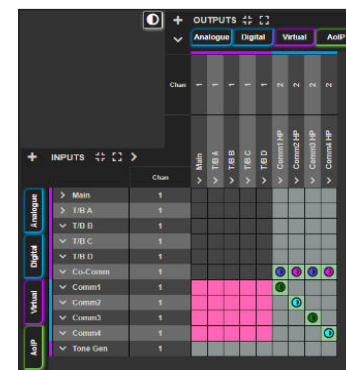 OUTPUTS
Analogue Digital Virtual AoIP
Chan 1 1 1 1 1 2 2 2 2
Main T/B A T/B B T/B C T/B D Comm1 HP Comm2 HP Comm3 HP Comm4 HP
INPUTS
Chan
Analogue
Digital
Virtual
AoIP
Main 1
T/B A 1
T/B B 1
T/B C 1
T/B D 1
Co-Comm 1
Comm1 1
Comm2 1
Comm3 1
Comm4 1
Tone Gen 1